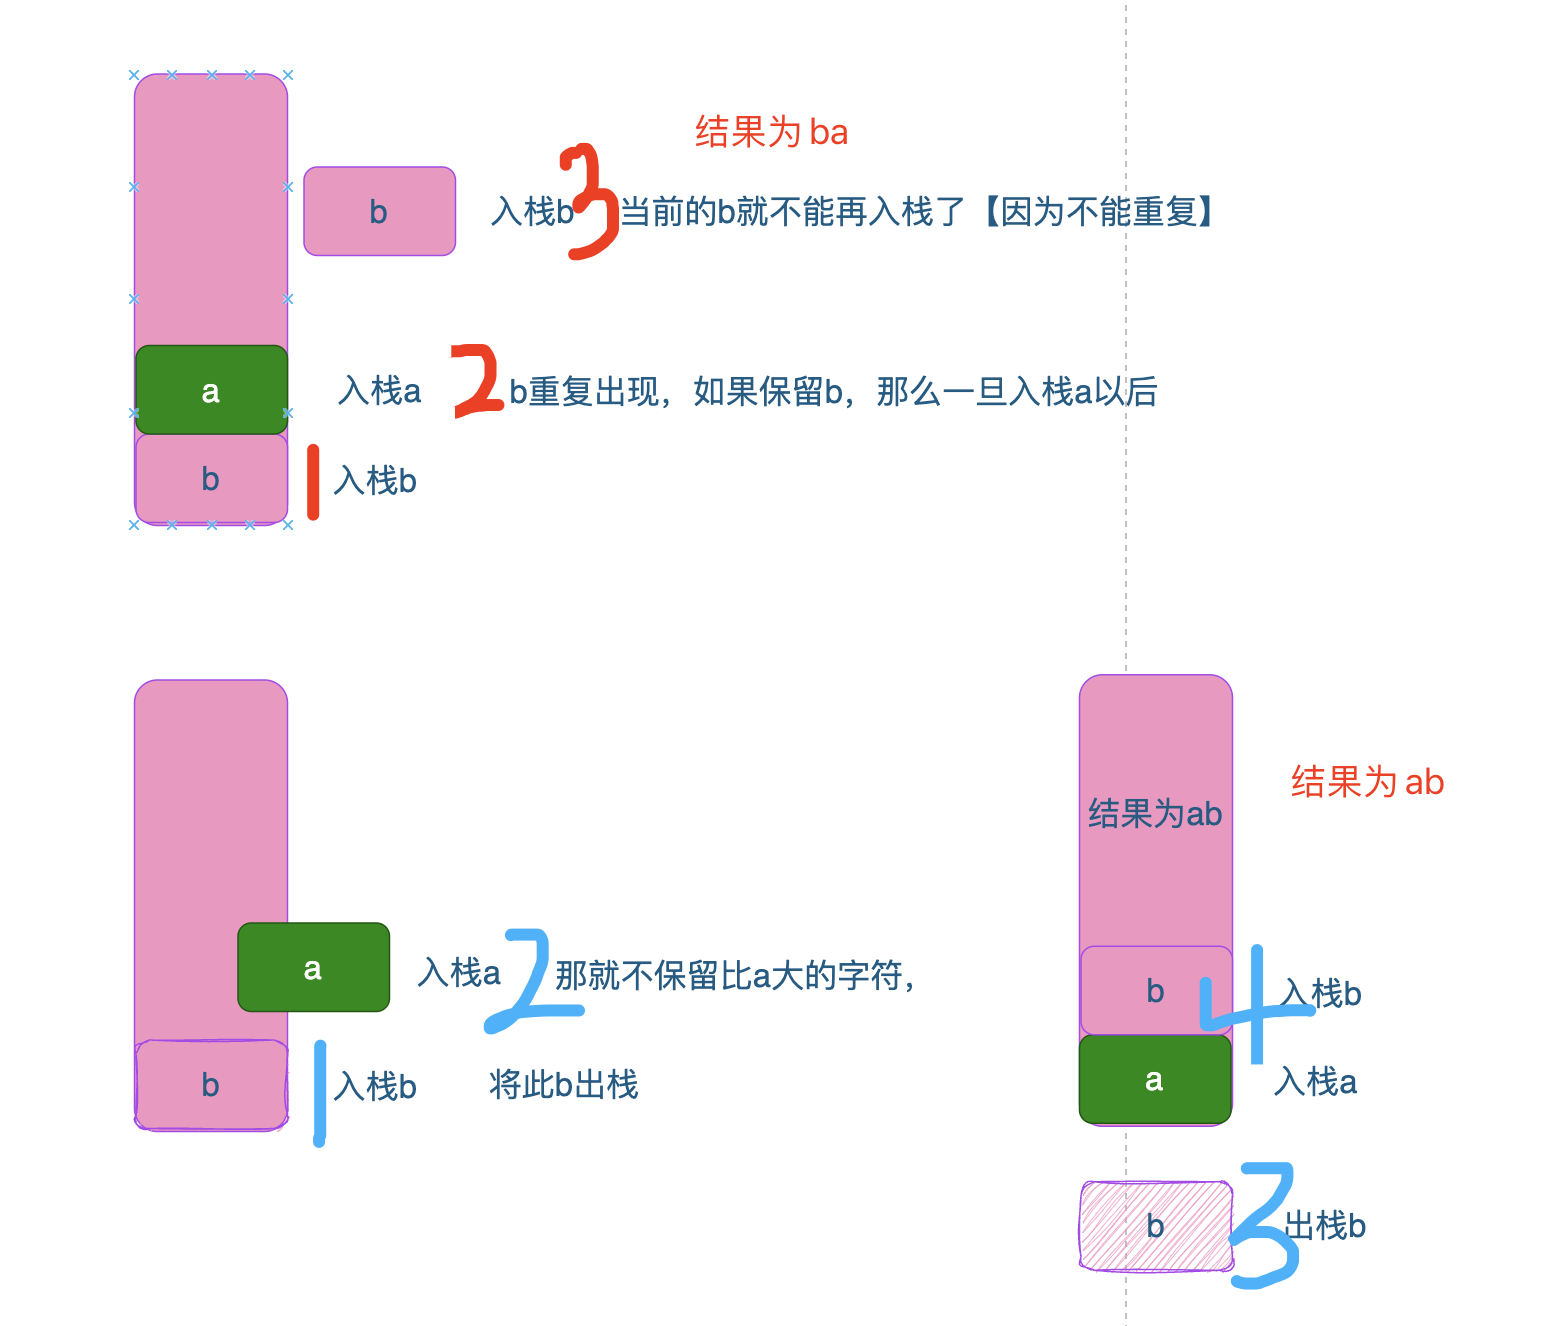 结果为 ba
b
入栈b 3 当前的b就不能再入栈了【因为不能重复】
a
入栈a 2 b重复出现，如果保留b，那么一旦入栈a以后
b
1 入栈b
结果为 ab
结果为ab
a
入栈a 2 那就不保留比a大的字符，
b
4 入栈b
b
1 入栈b
将此b出栈
a
入栈a
b
3 出栈b